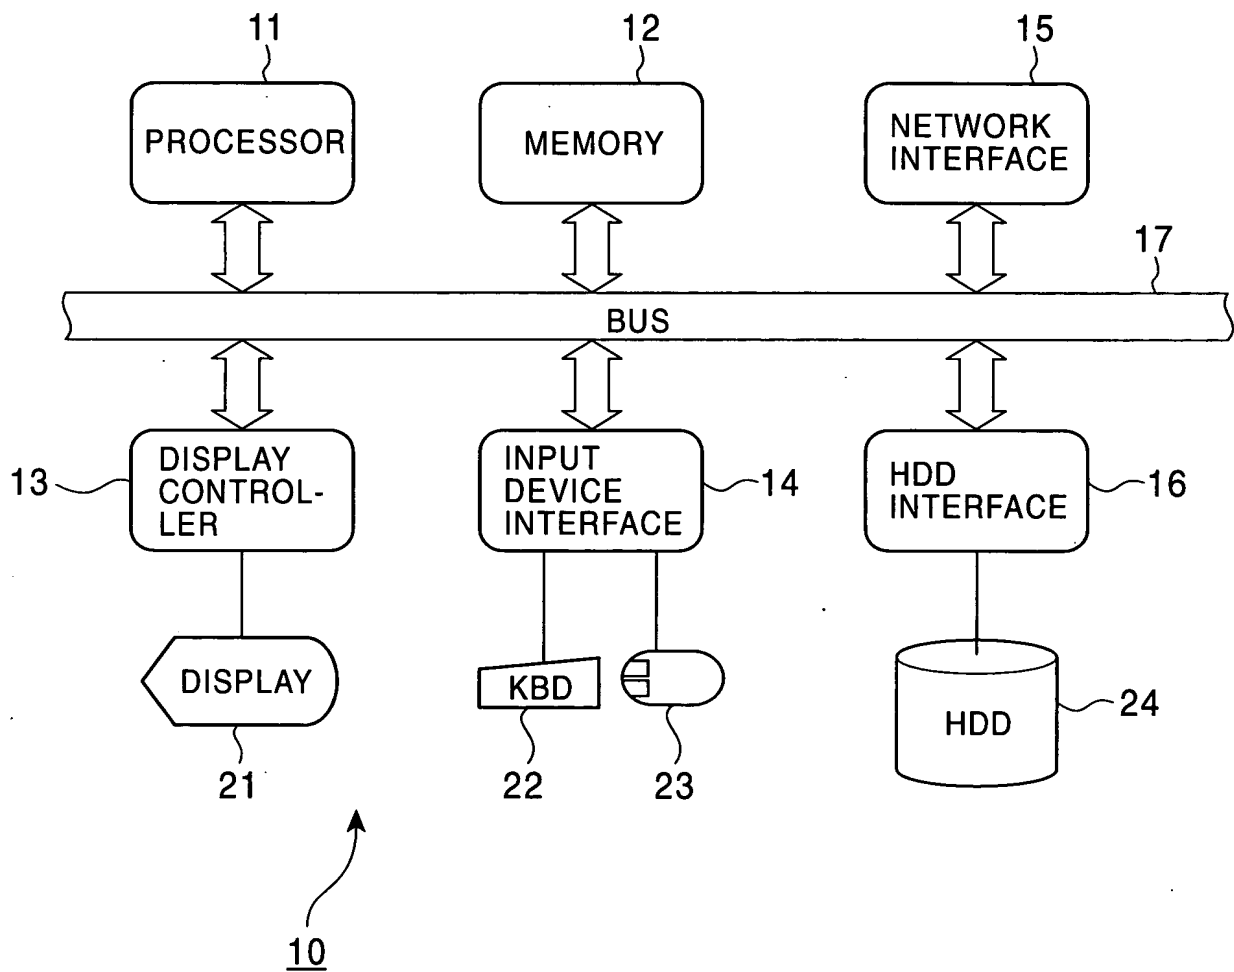 11
12
15
PROCESSOR
MEMORY
NETWORK
INTERFACE
17
BUS
13
DISPLAY
CONTROL-
LER
INPUT
DEVICE
INTERFACE
14
HDD
INTERFACE
16
DISPLAY
KBD
HDD
24
21
22
23
10